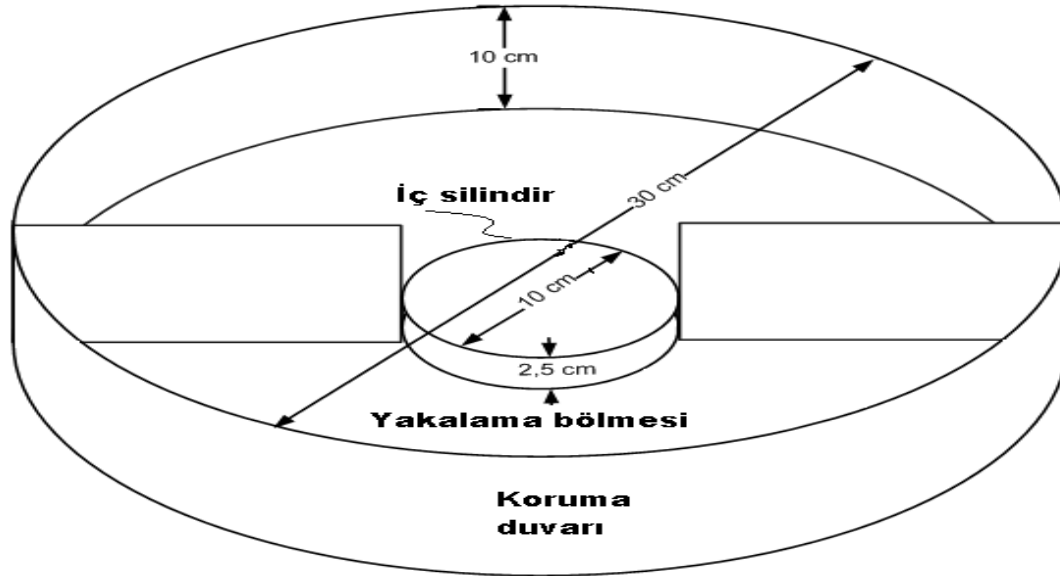 10 cm
İç silindir
30 cm
10 cm
2,5 cm
Yakalama bölmesi
Koruma
duvarı